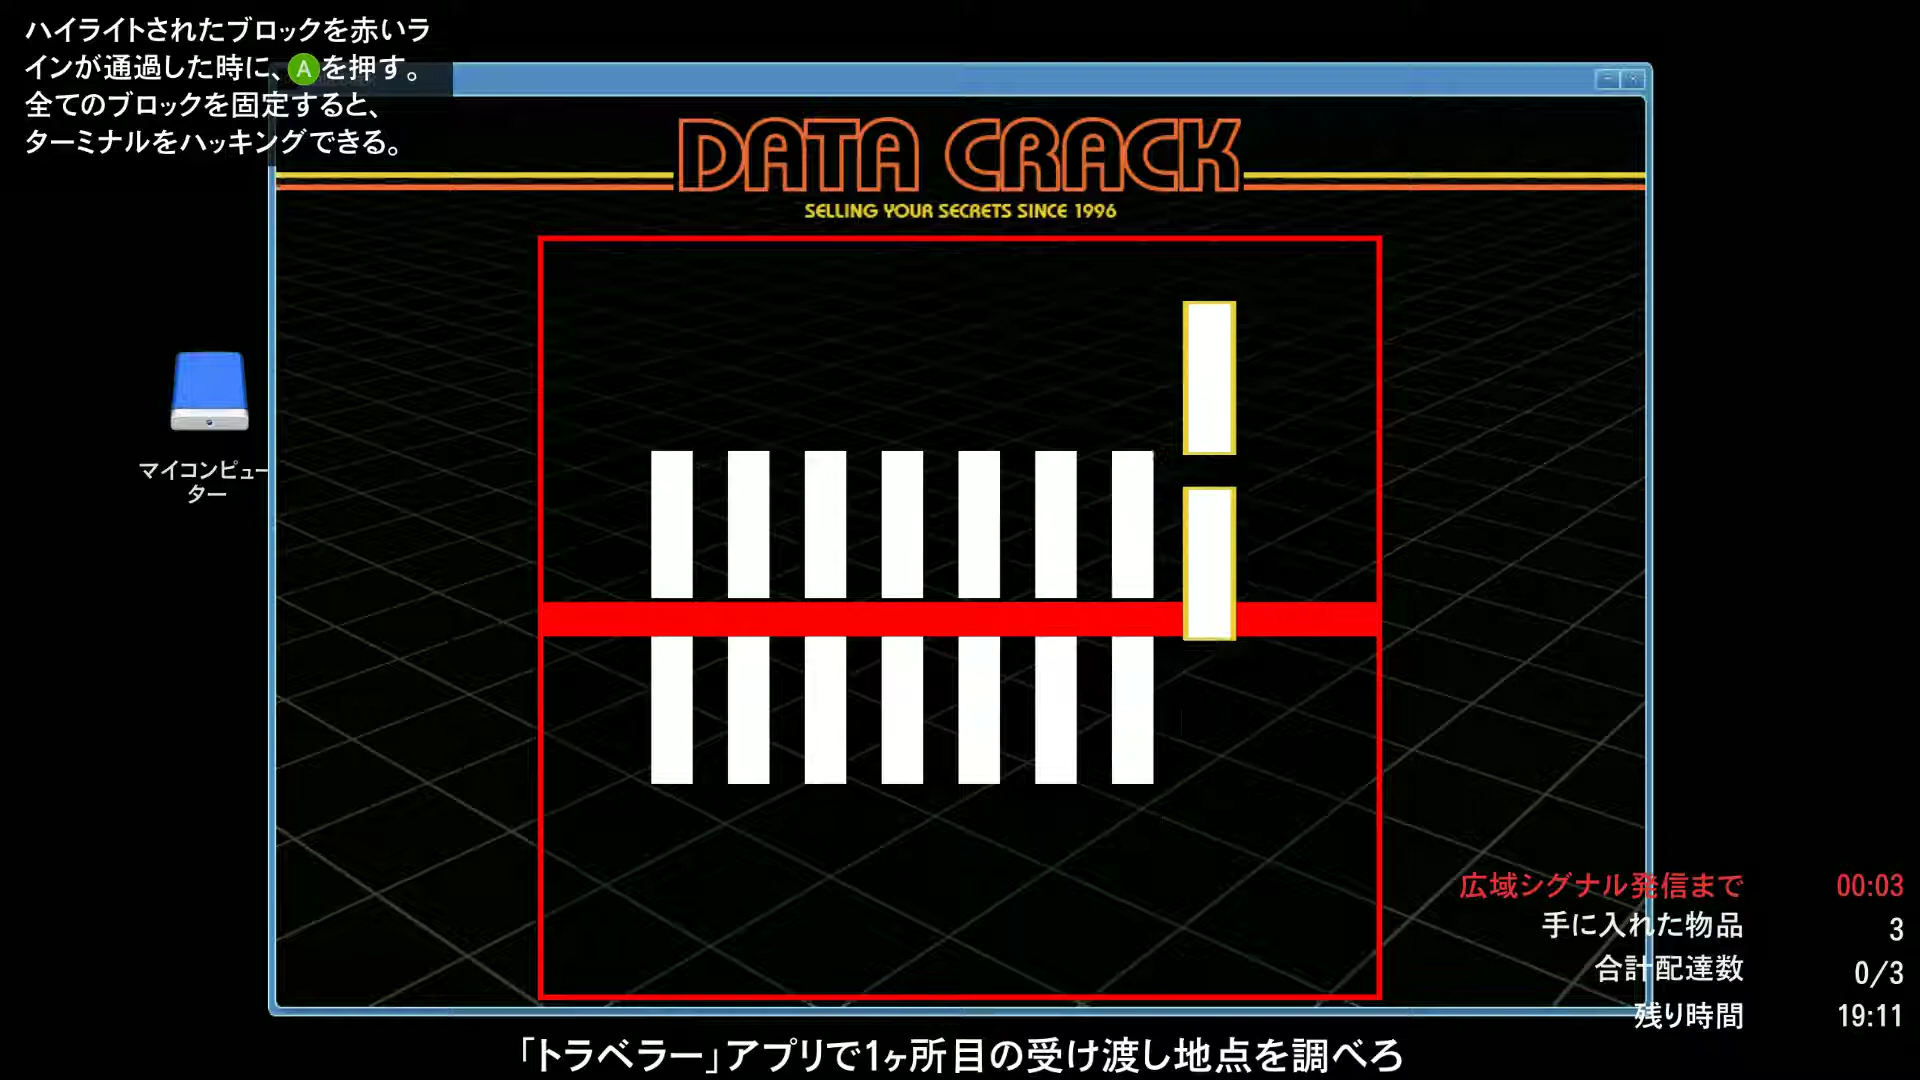 ハイライトされたブロックを赤いラ
インが通過した時に、Aを押す。
全てのブロックを固定すると、
ターミナルをハッキングできる。
DATA CRACK
SELLING YOUR SECRETS SINCE 1996
マイコンピュー
ター
広域シグナル発信まで 00:03
手に入れた物品 3
合計配達数 0/3
残り時間 19:11
「トラベラー」アプリで1ヶ所目の受け渡し地点を調べろ